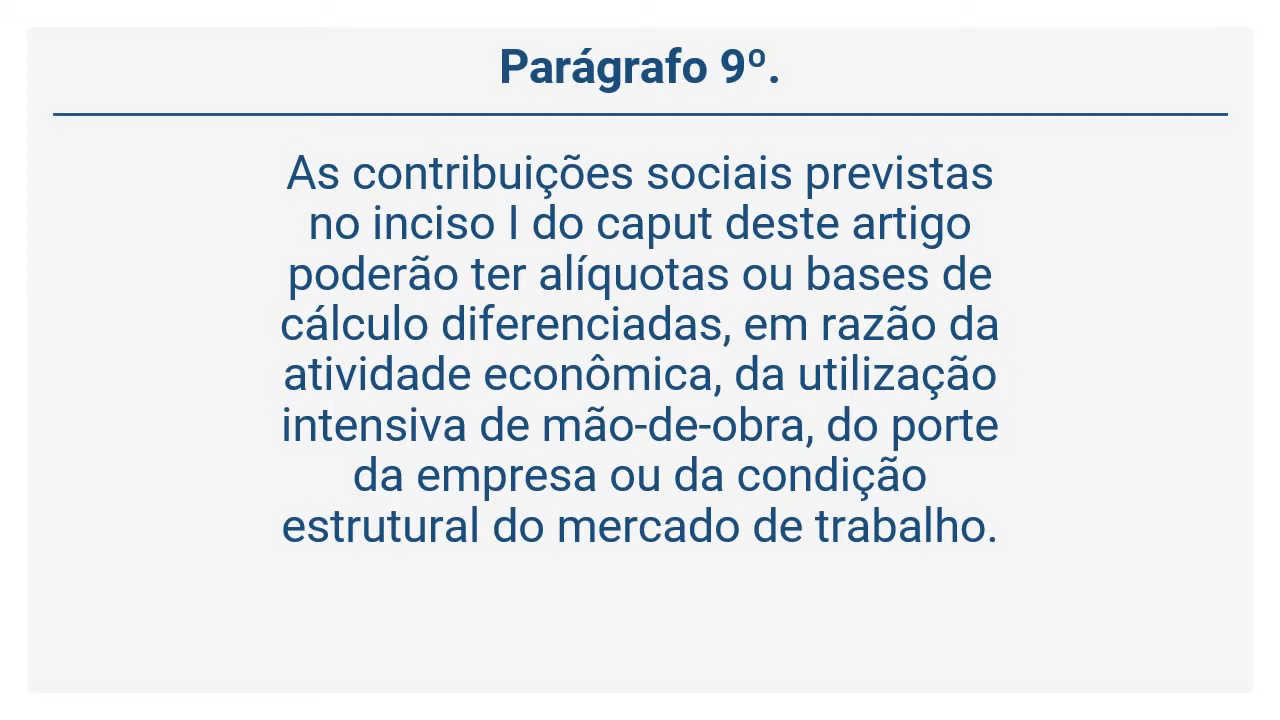 Parágrafo 9º.
As contribuições sociais previstas
no inciso I do caput deste artigo
poderão ter alíquotas ou bases de
cálculo diferenciadas, em razão da
atividade econômica, da utilização
intensiva de mão-de-obra, do porte
da empresa ou da condição
estrutural do mercado de trabalho.